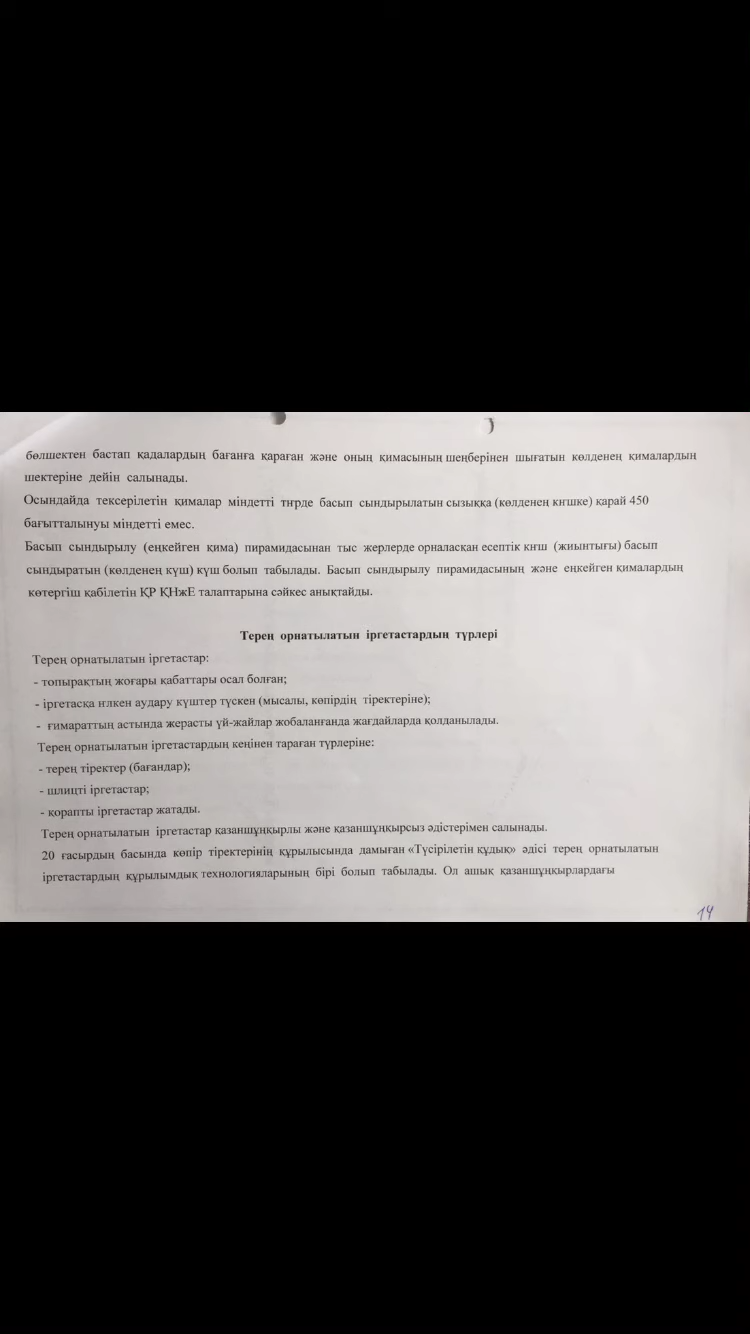 бөлшектен бастап қадалардың бағанға қараған және оның қимасының шеңберінен шығатын көлденең қималардың
шектеріне дейін салынады.
Осындайда тексерілетін қималар міндетті тңрде басып сындырылатын сызыққа (көлденең кңшке) қарай 450
бағытталынуы міндетті емес.
Басып сындырылу (еңкейген қима) пирамидасынан тыс жерлерде орналасқан есептік кңш (жиынтығы) басып
сындыратын (көлденең күш) күш болып табылады. Басып сындырылу пирамидасының және еңкейген қималардың
көтергіш қабілетін ҚР ҚНжЕ талаптарына сәйкес анықтайды.
Терең орнатылатын іргетастардың түрлері
Терең орнатылатын іргетастар:
- топырақтың жоғары қабаттары осал болған;
- іргетасқа нлкен аудару күштер түскен (мысалы, көпірдің тіректеріне);
- ғимараттың астында жерасты үй-жайлар жобаланғанда жағдайларда қолданылады.
Терең орнатылатын іргетастардың кеңінен тараған түрлеріне:
- терең тіректер (бағандар);
- шлицті іргетастар;
- қорапты іргетастар жатады.
Терең орнатылатын іргетастар қазаншұңқырлы және қазаншұңқырсыз әдістерімен салынады.
20 ғасырдың басында көпір тіректерінің құрылысында дамыған «Түсірілетін құдық» әдісі терең орнатылатын
іргетастардың құрылымдық технологияларының бірі болып табылады. Ол ашық қазаншұңқырлардағы
14